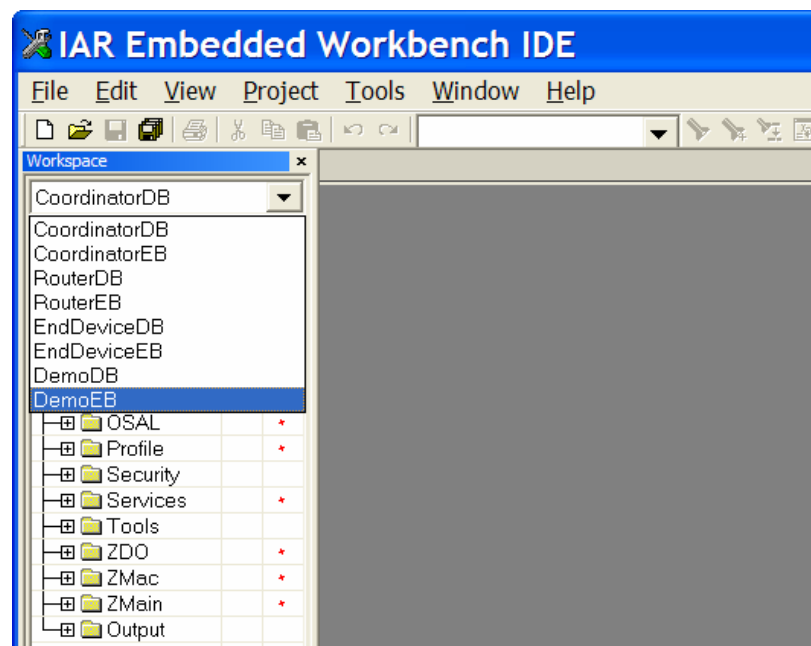 IAR Embedded Workbench IDE
File Edit View Project Tools Window Help
Workspace
CoordinatorDB
CoordinatorDB
CoordinatorEB
RouterDB
RouterEB
EndDeviceDB
EndDeviceEB
DemoDB
DemoEB
OSAL
Profile
Security
Services
Tools
ZDO
ZMac
ZMain
Output